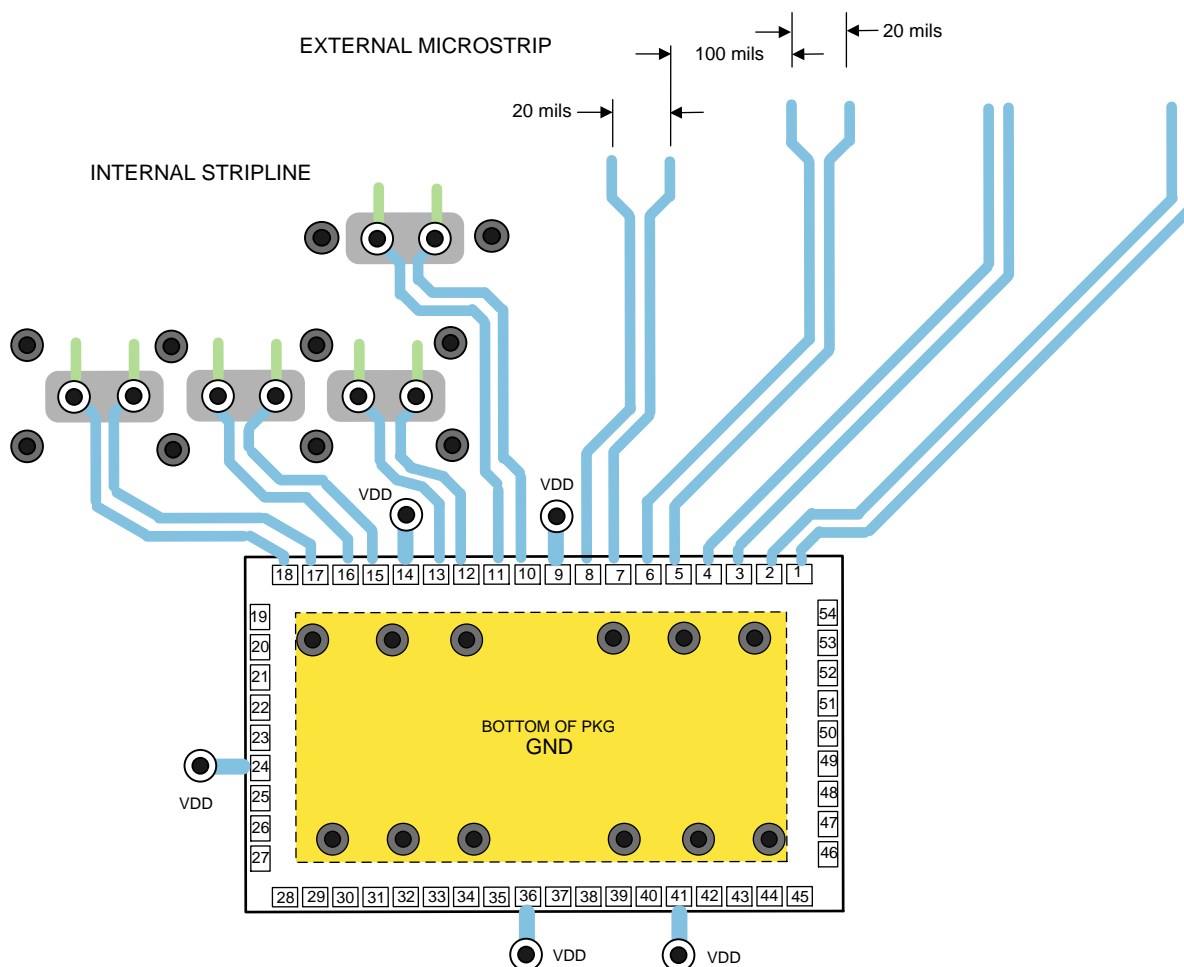 EXTERNAL MICROSTRIP
20 mils
100 mils
20 mils
INTERNAL STRIPLINE
VDD
VDD
18 17 16 15 14 13 12 11 10 9 8 7 6 5 4 3 2 1
19
20
21
22
23
24
25
26
27
54
53
52
51
50
49
48
47
46
BOTTOM OF PKG
GND
VDD
28 29 30 31 32 33 34 35 36 37 38 39 40 41 42 43 44 45
VDD
VDD